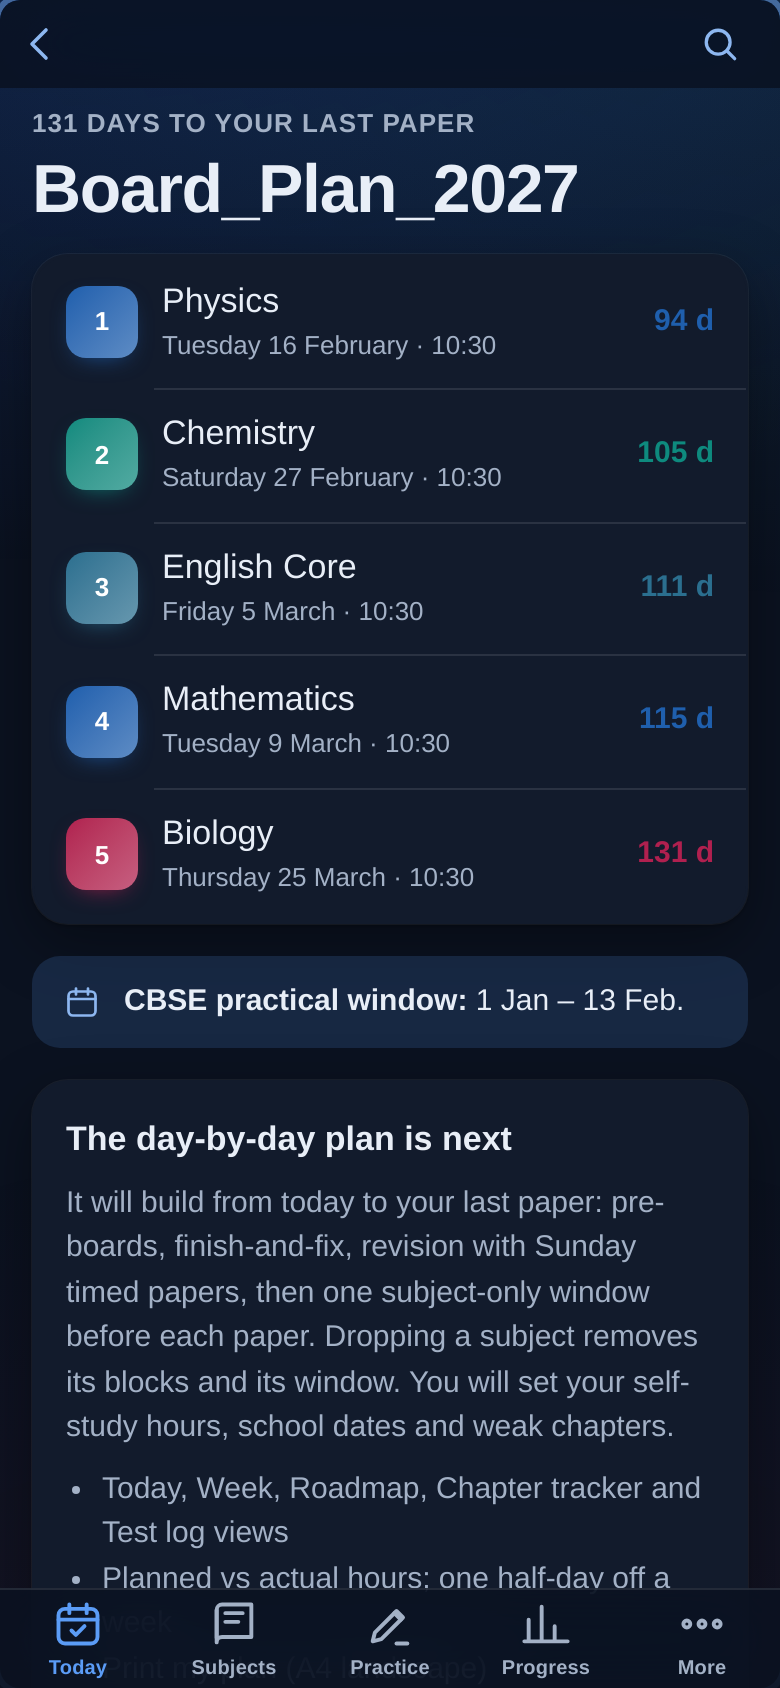 131 DAYS TO YOUR LAST PAPER
Board_Plan_2027
1
Physics
Tuesday 16 February · 10:30
94 d
2
Chemistry
Saturday 27 February · 10:30
105 d
3
English Core
Friday 5 March · 10:30
111 d
4
Mathematics
Tuesday 9 March · 10:30
115 d
5
Biology
Thursday 25 March · 10:30
131 d
CBSE practical window: 1 Jan – 13 Feb.
The day-by-day plan is next
It will build from today to your last paper: pre-
boards, finish-and-fix, revision with Sunday
timed papers, then one subject-only window
before each paper. Dropping a subject removes
its blocks and its window. You will set your self-
study hours, school dates and weak chapters.
• Today, Week, Roadmap, Chapter tracker and
Test log views
• Planned vs actual hours; one half-day off a
week
Print my plan (A4 landscape)
Today
Subjects
Practice
Progress
More